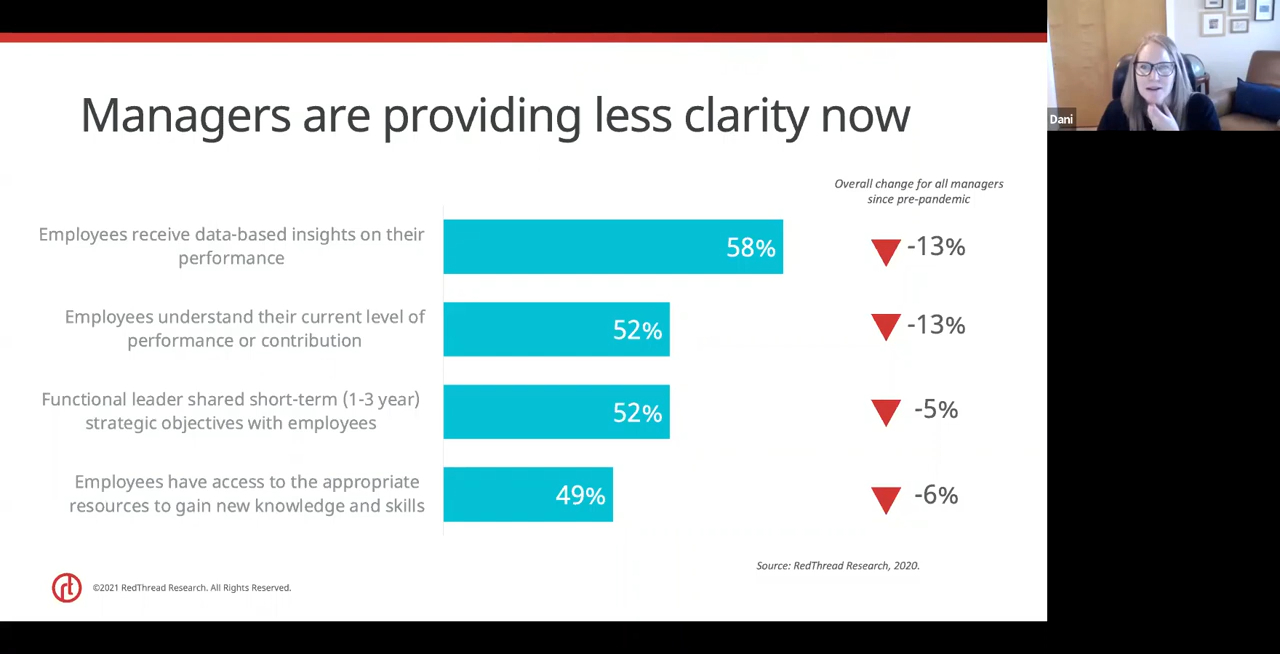 Managers are providing less clarity now
Dani
Overall change for all managers
since pre-pandemic
Employees receive data-based insights on their
performance
58%
-13%
Employees understand their current level of
performance or contribution
52%
-13%
Functional leader shared short-term (1-3 year)
strategic objectives with employees
52%
-5%
Employees have access to the appropriate
resources to gain new knowledge and skills
49%
-6%
Source: RedThread Research, 2020.
rt
©2021 RedThread Research. All Rights Reserved.